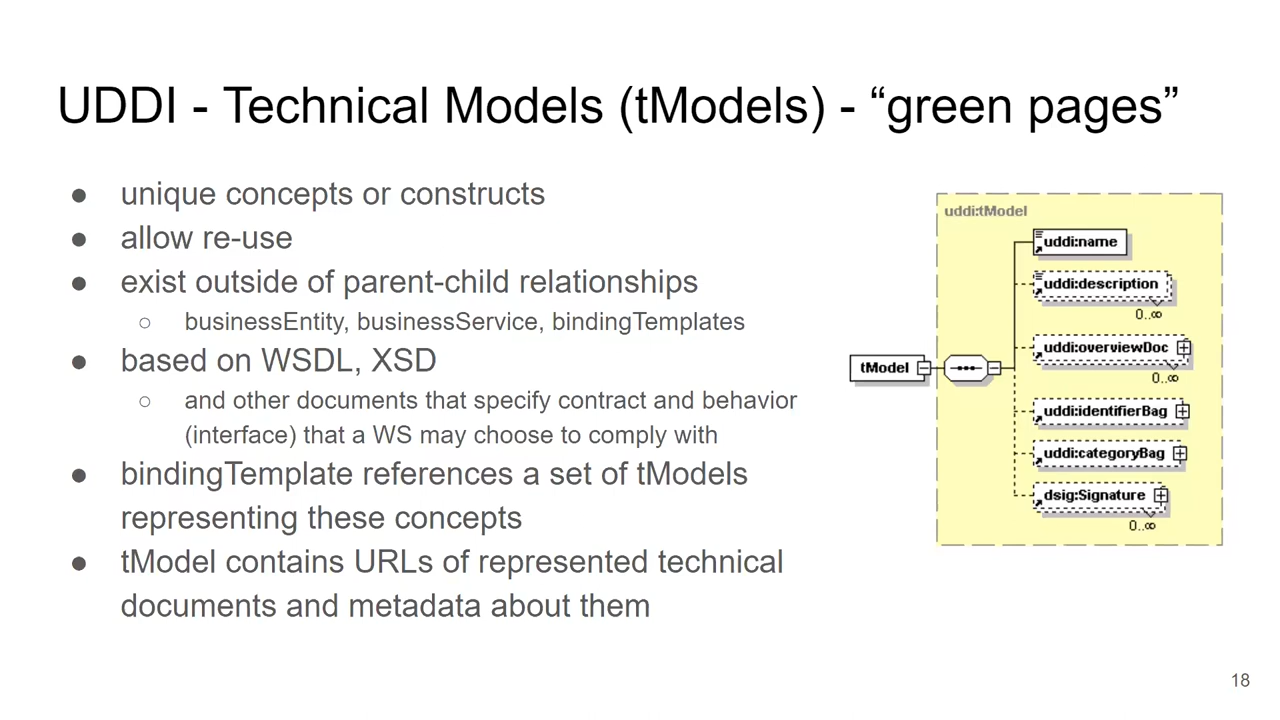 UDDI - Technical Models (tModels) - “green pages”
● unique concepts or constructs
● allow re-use
● exist outside of parent-child relationships
○ businessEntity, businessService, bindingTemplates
● based on WSDL, XSD
○ and other documents that specify contract and behavior
(interface) that a WS may choose to comply with
● bindingTemplate references a set of tModels
representing these concepts
● tModel contains URLs of represented technical
documents and metadata about them
uddi:tModel
uddi:name
uddi:description
0..∞
uddi:overviewDoc
0..∞
tModel
uddi:identifierBag
uddi:categoryBag
dsig:Signature
0..∞
18